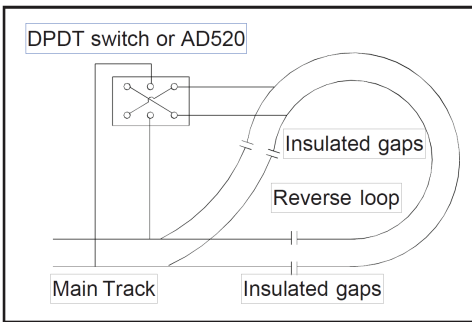 DPDT switch or AD520
Insulated gaps
Reverse loop
Main Track
Insulated gaps